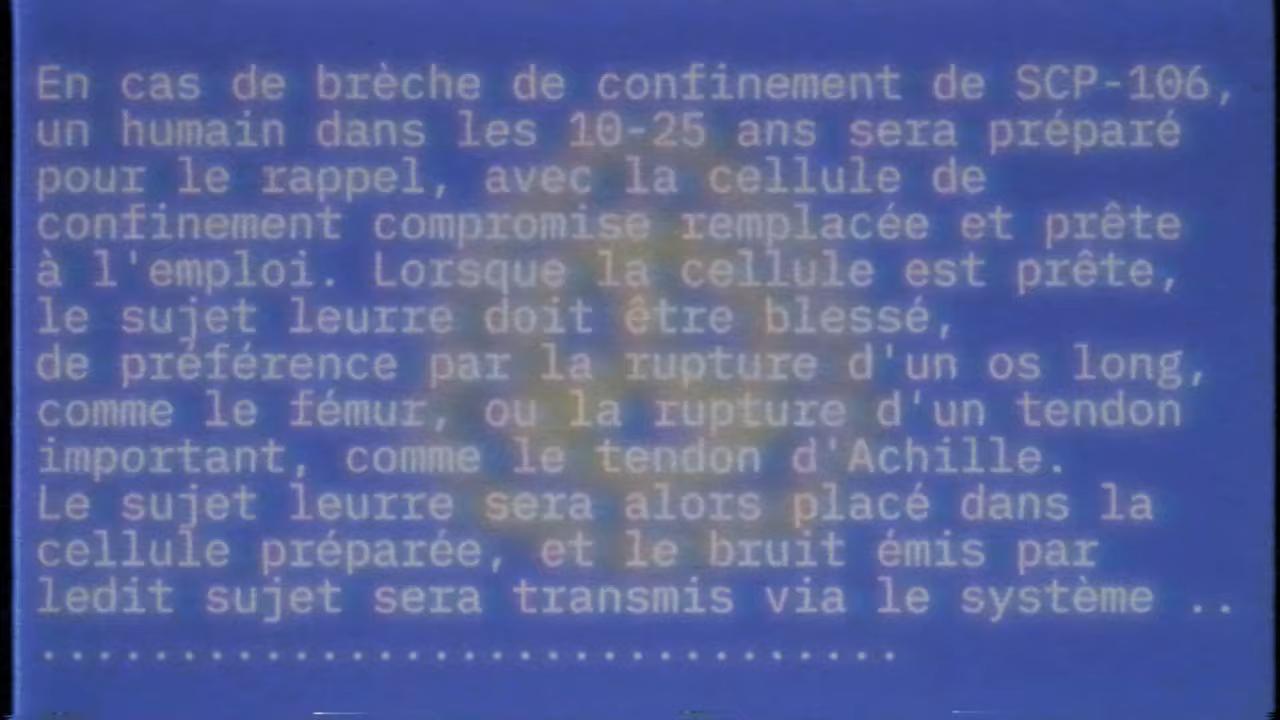 En cas de brèche de confinement de SCP-106,
un humain dans les 10-25 ans sera préparé
pour le rappel, avec la cellule de
confinement compromise remplacée et prête
à l'emploi. Lorsque la cellule est prête,
le sujet leurre doit être blessé,
de préférence par la rupture d'un os long,
comme le fémur, ou la rupture d'un tendon
important, comme le tendon d'Achille.
Le sujet leurre sera alors placé dans la
cellule préparée, et le bruit émis par
ledit sujet sera transmis via le système ..
...............................